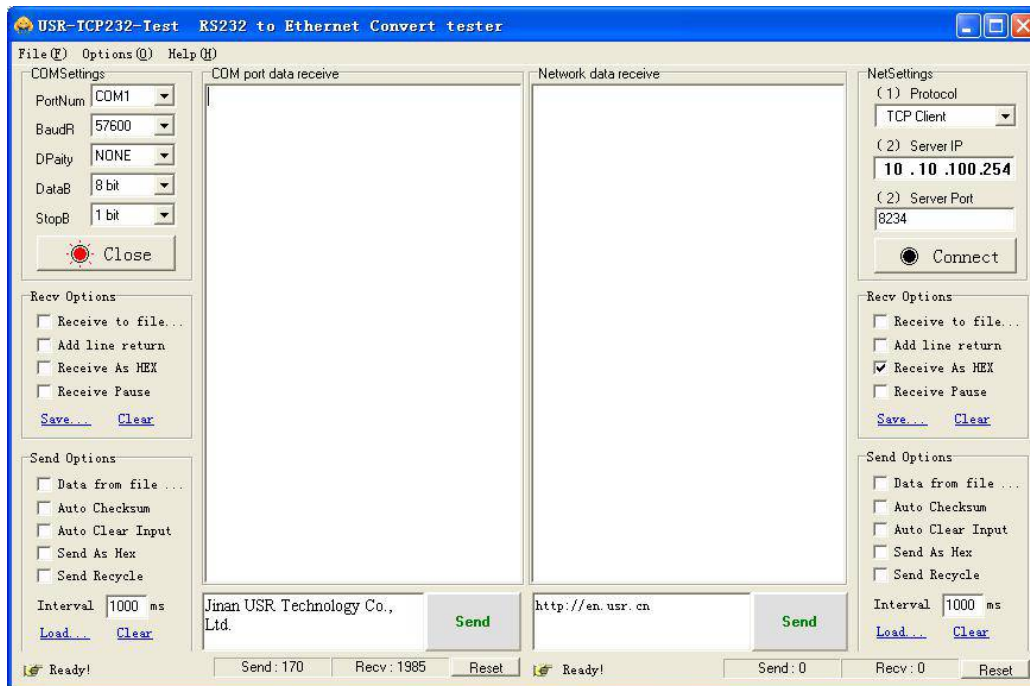 USR-TCP232-Test RS232 to Ethernet Convert tester
File(F) Options(O) Help(H)
COMSettings
PortNum COM1
BaudR 57600
DPaity NONE
DataB 8 bit
StopB 1 bit
Close
Recv Options
Receive to file...
Add line return
Receive As HEX
Receive Pause
Save... Clear
Send Options
Data from file ...
Auto Checksum
Auto Clear Input
Send As Hex
Send Recycle
Interval 1000 ms
Load... Clear
COM port data receive
Jinan USR Technology Co.,
Ltd.
Send
Network data receive
http://en.usr.cn
Send
NetSettings
(1) Protocol
TCP Client
(2) Server IP
10 .10 .100.254
(2) Server Port
8234
Connect
Recv Options
Receive to file...
Add line return
Receive As HEX
Receive Pause
Save... Clear
Send Options
Data from file ...
Auto Checksum
Auto Clear Input
Send As Hex
Send Recycle
Interval 1000 ms
Load... Clear
Ready! Send : 170 Recv : 1985 Reset
Ready! Send : 0 Recv : 0 Reset